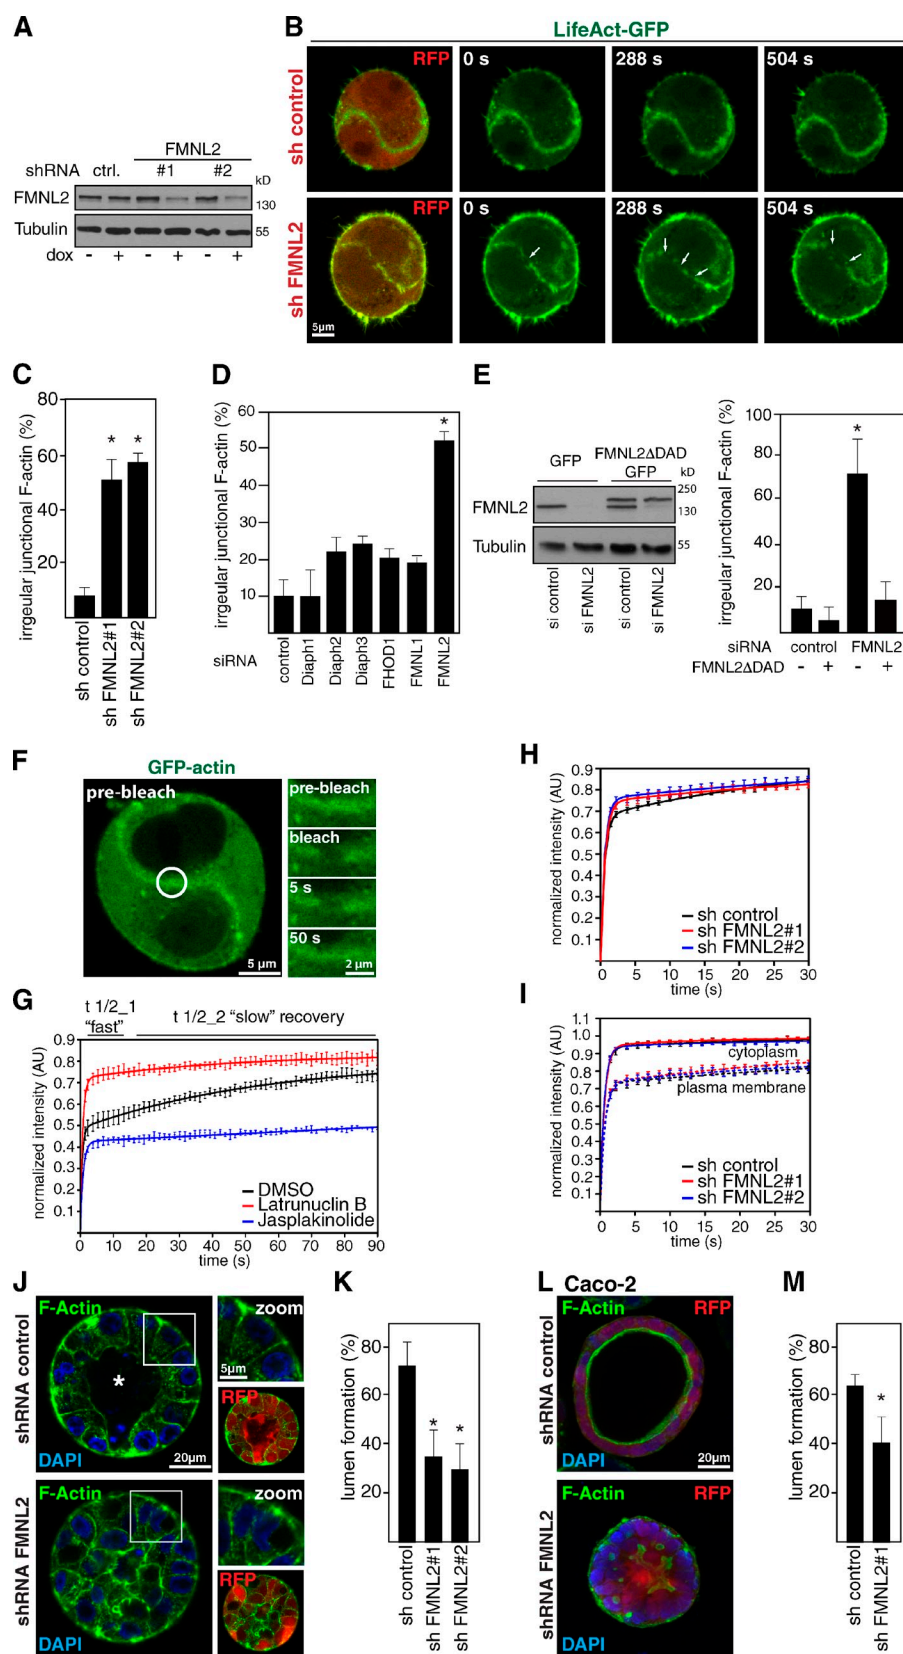 A
FMNL2
shRNA ctrl. #1 #2
kD
FMNL2 130
Tubulin 55
dox - + - + - +
B
LifeAct-GFP
sh control
RFP 0 s 288 s 504 s
sh FMNL2
RFP 0 s 288 s 504 s
5µm
C
irrgeular junctional F-actin (%)
80
60
40
20
* *
sh control
sh FMNL2#1
sh FMNL2#2
D
irrgeular junctional F-actin (%)
60
50
40
30
20
10
*
siRNA
control
Diaph1
Diaph2
Diaph3
FHOD1
FMNL1
FMNL2
E
FMNL2ΔDAD
GFP GFP kD
250
FMNL2 130
Tubulin 55
si control
si FMNL2
si control
si FMNL2
irrgeular junctional F-actin (%)
100
80
60
40
20
*
siRNA control FMNL2
FMNL2ΔDAD - + - +
F
GFP-actin
pre-bleach
5 µm
pre-bleach
bleach
5 s
50 s
2 µm
G
t 1/2_1
"fast"
t 1/2_2 "slow" recovery
normalized intensity (AU)
0.9
0.8
0.7
0.6
0.5
0.4
0.3
0.2
0.1
DMSO
Latrunuclin B
Jasplakinolide
0 10 20 30 40 50 60 70 80 90
time (s)
H
normalized intensity (AU)
0.9
0.8
0.7
0.6
0.5
0.4
0.3
0.2
0.1
sh control
sh FMNL2#1
sh FMNL2#2
0 5 10 15 20 25 30
time (s)
I
normalized intensity (AU)
1.1
1.0
0.9
0.8
0.7
0.6
0.5
0.4
0.3
0.2
0.1
cytoplasm
plasma membrane
sh control
sh FMNL2#1
sh FMNL2#2
0 5 10 15 20 25 30
time (s)
J
shRNA control
F-Actin
*
DAPI
20µm
zoom
5µm
RFP
shRNA FMNL2
F-Actin
DAPI
zoom
RFP
K
lumen formation (%)
80
60
40
20
* *
sh control
sh FMNL2#1
sh FMNL2#2
L Caco-2
shRNA control
F-Actin RFP
DAPI 20µm
shRNA FMNL2
F-Actin RFP
DAPI
M
lumen formation (%)
80
60
40
20
*
sh control
sh FMNL2#1